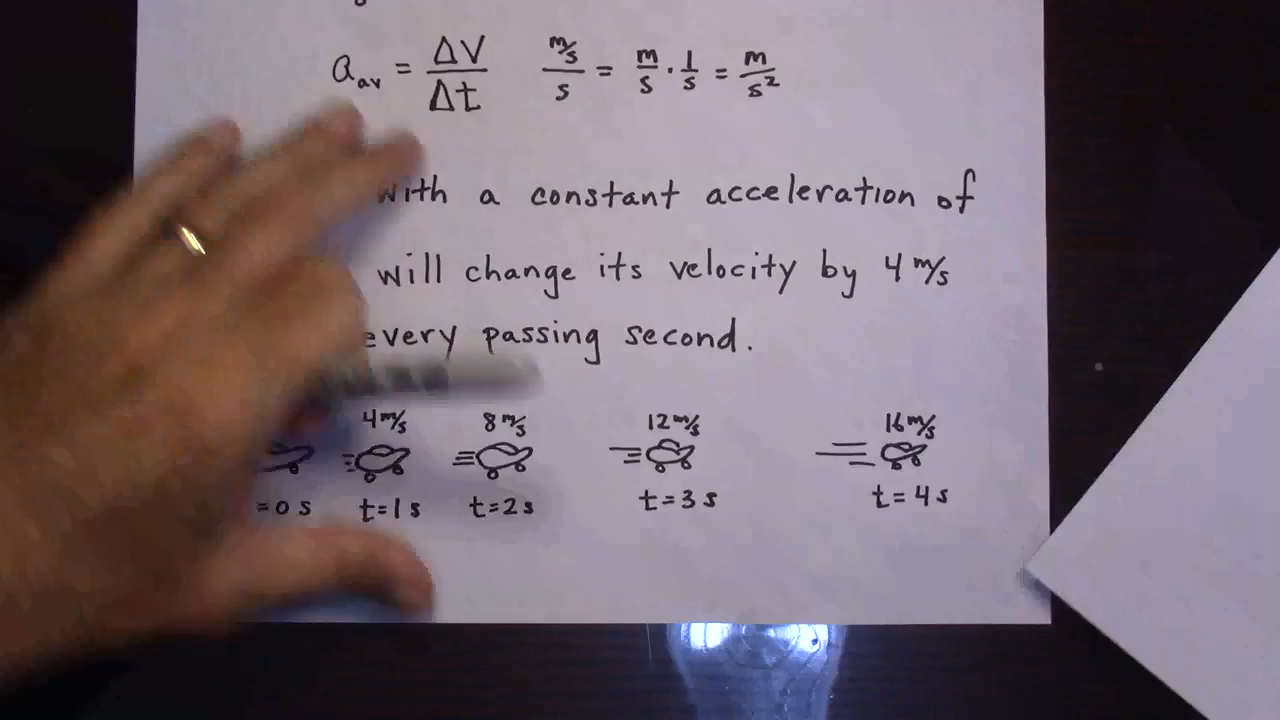 a_av = ΔV/Δt   m/s/s = m/s · 1/s = m/s²
with a constant acceleration of
will change its velocity by 4 m/s
every passing second.
4 m/s 8 m/s 12 m/s 16 m/s
=0 s t=1 s t=2 s t=3 s t=4 s